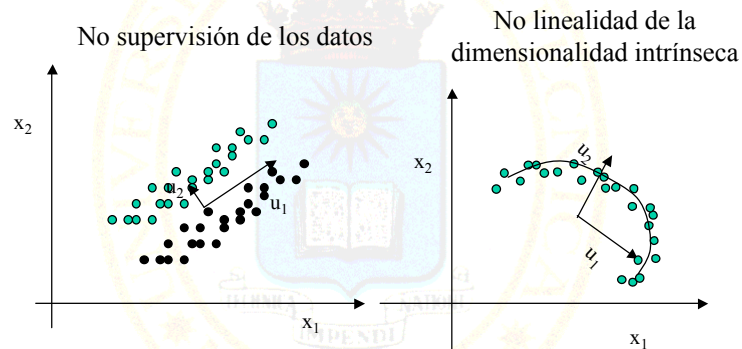 No supervisión de los datos
x2
u2
u1
x1
No linealidad de la
dimensionalidad intrínseca
x2
u2
u1
x1
IMPENDI